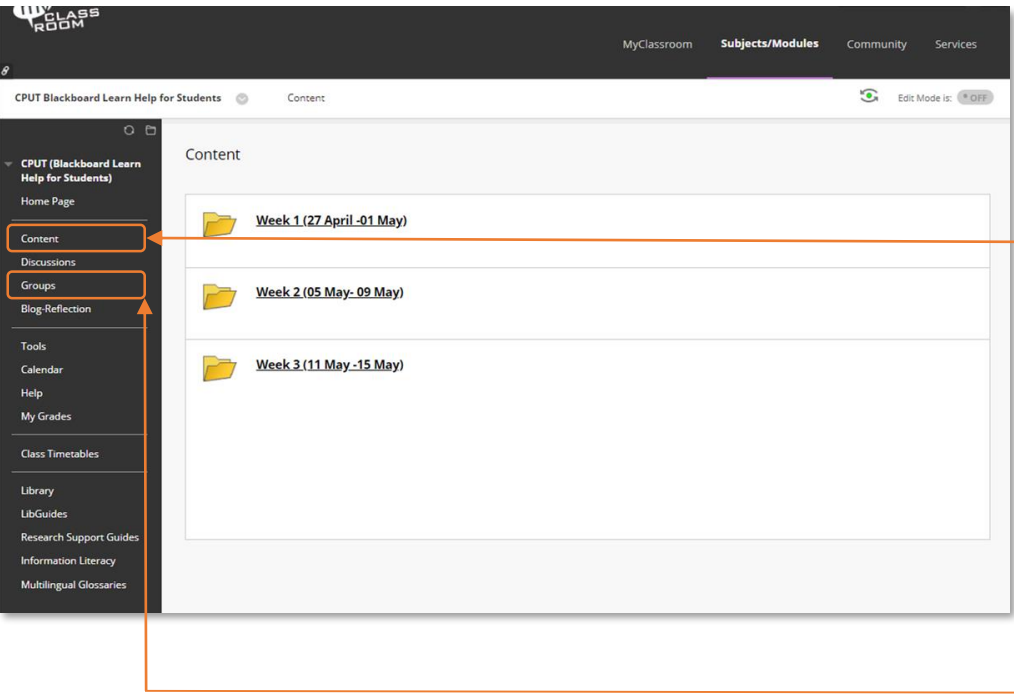 my
CLASS
ROOM
MyClassroom Subjects/Modules Community Services
CPUT Blackboard Learn Help for Students Content Edit Mode is: OFF
CPUT (Blackboard Learn
Help for Students)
Home Page
Content
Discussions
Groups
Blog-Reflection
Tools
Calendar
Help
My Grades
Class Timetables
Library
LibGuides
Research Support Guides
Information Literacy
Multilingual Glossaries
Content
Week 1 (27 April -01 May)
Week 2 (05 May- 09 May)
Week 3 (11 May -15 May)